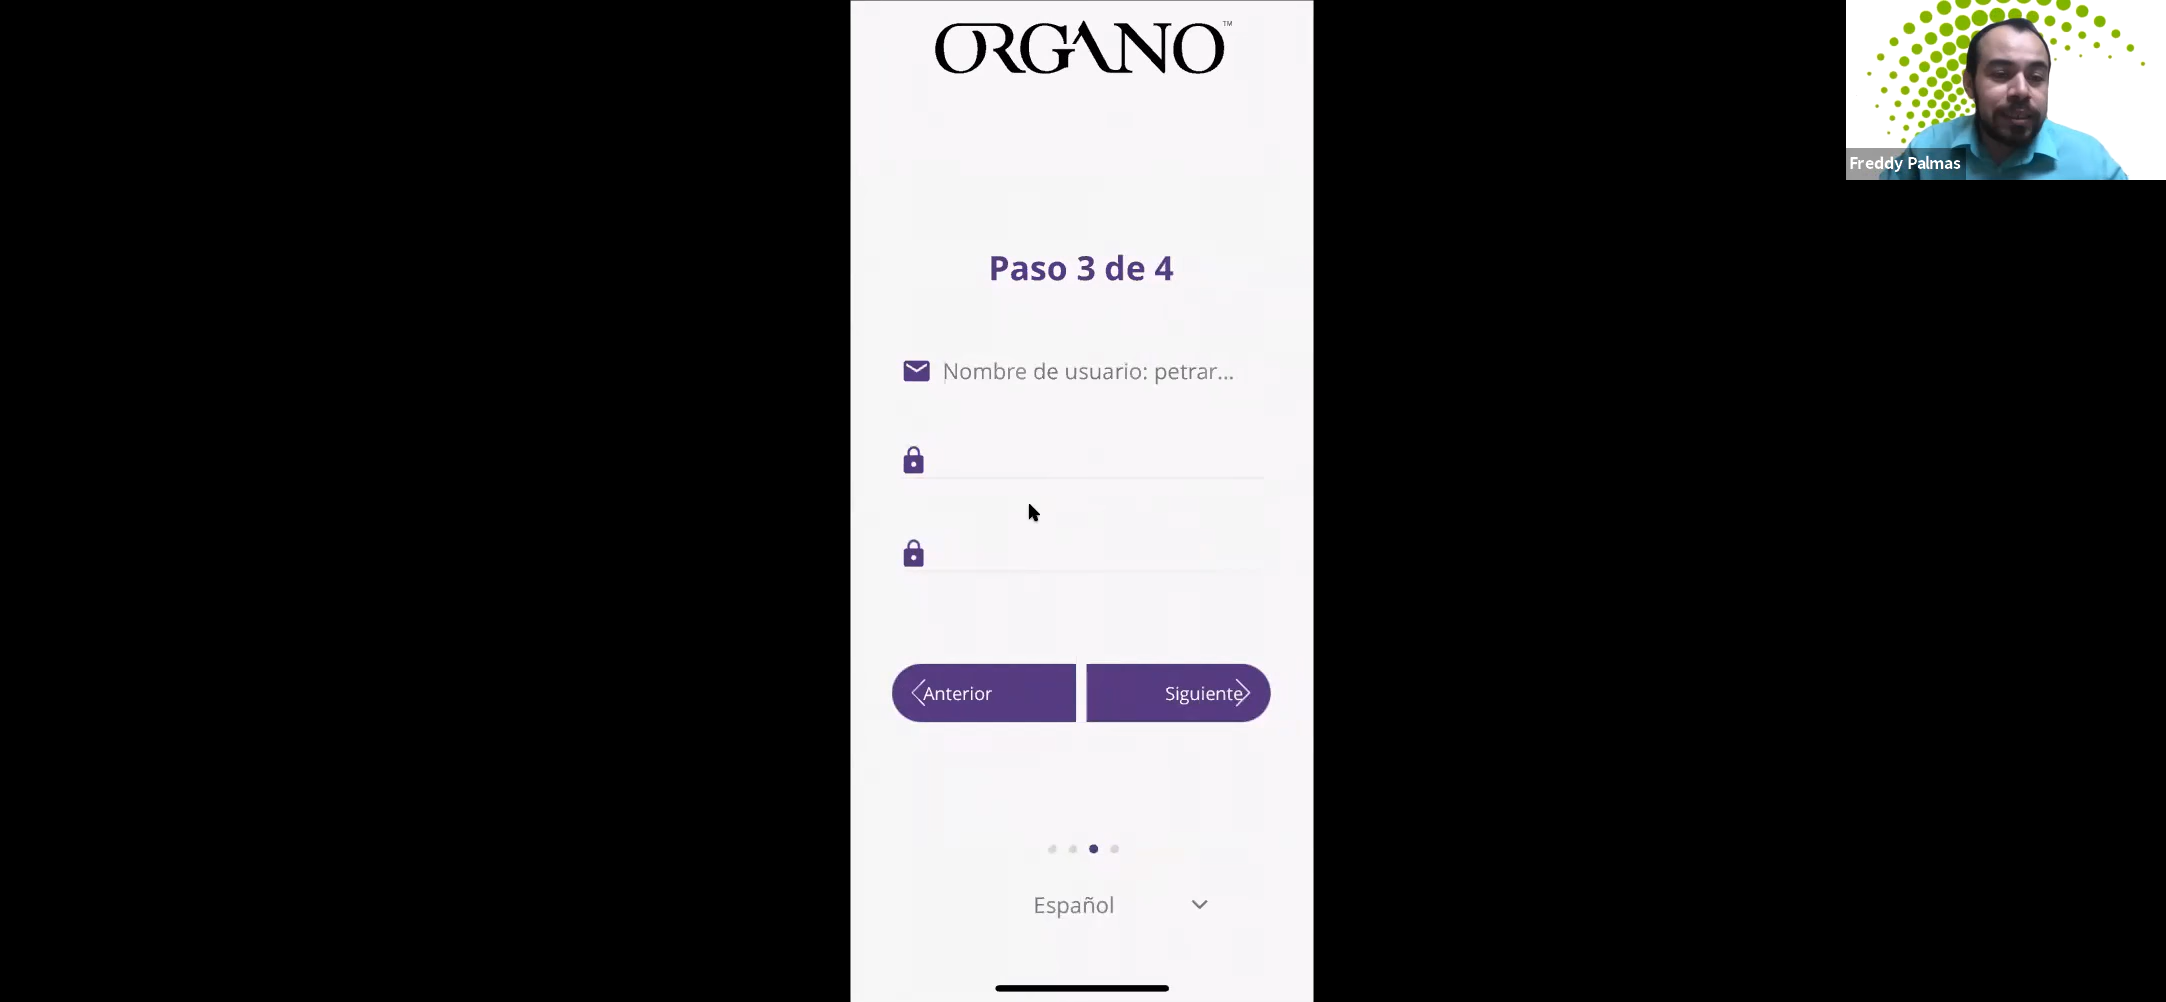 ORGANO™
Freddy Palmas
Paso 3 de 4
Nombre de usuario: petrar...
Anterior
Siguiente
Español